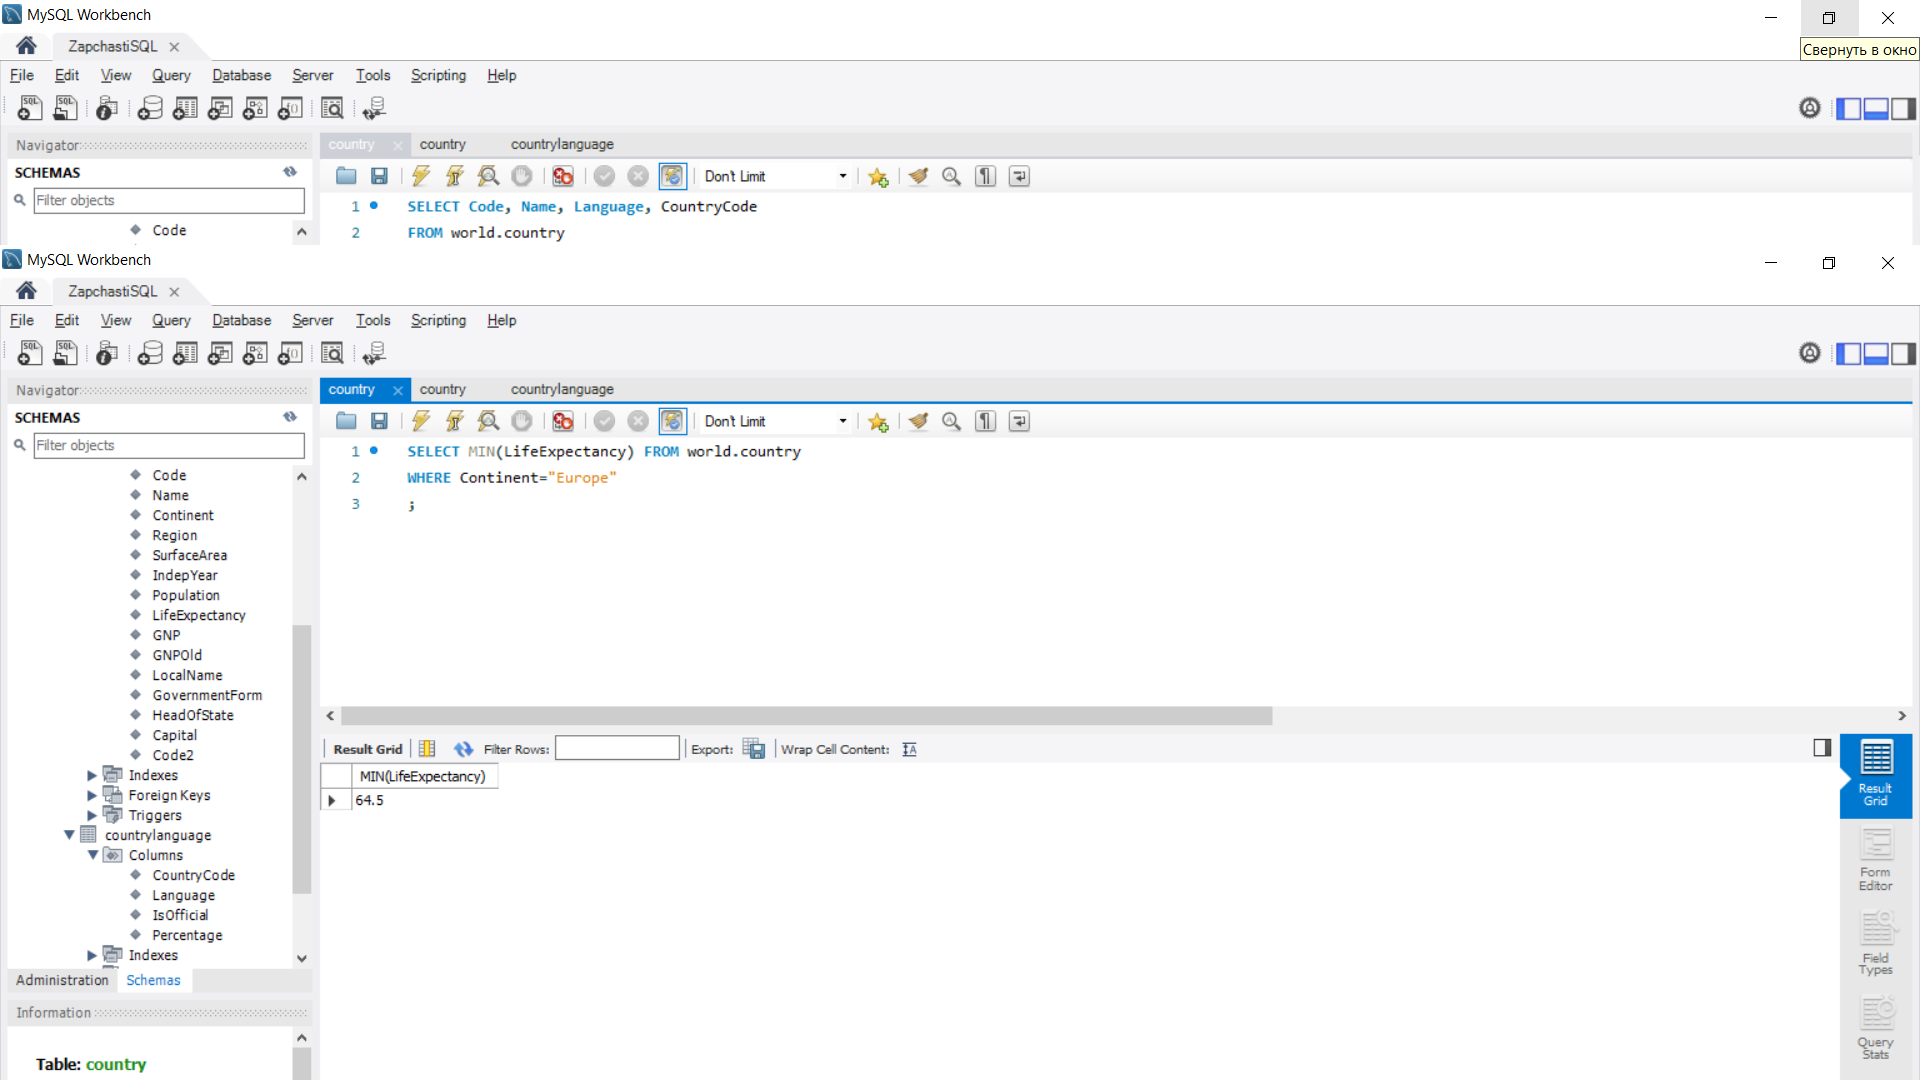 MySQL Workbench
ZapchastiSQL
Свернуть в окно
File Edit View Query Database Server Tools Scripting Help
Navigator
country country countrylanguage
SCHEMAS
Don't Limit
Filter objects
1 SELECT Code, Name, Language, CountryCode
Code
2 FROM world.country
MySQL Workbench
ZapchastiSQL
File Edit View Query Database Server Tools Scripting Help
Navigator
country country countrylanguage
SCHEMAS
Don't Limit
Filter objects
1 SELECT MIN(LifeExpectancy) FROM world.country
2 WHERE Continent="Europe"
3 ;
Code
Name
Continent
Region
SurfaceArea
IndepYear
Population
LifeExpectancy
GNP
GNPOld
LocalName
GovernmentForm
HeadOfState
Capital
Code2
Indexes
Foreign Keys
Triggers
countrylanguage
Columns
CountryCode
Language
IsOfficial
Percentage
Indexes
Administration Schemas
Information
Table: country
Result Grid Filter Rows: Export: Wrap Cell Content:
MIN(LifeExpectancy)
64.5
Result
Grid
Form
Editor
Field
Types
Query
Stats